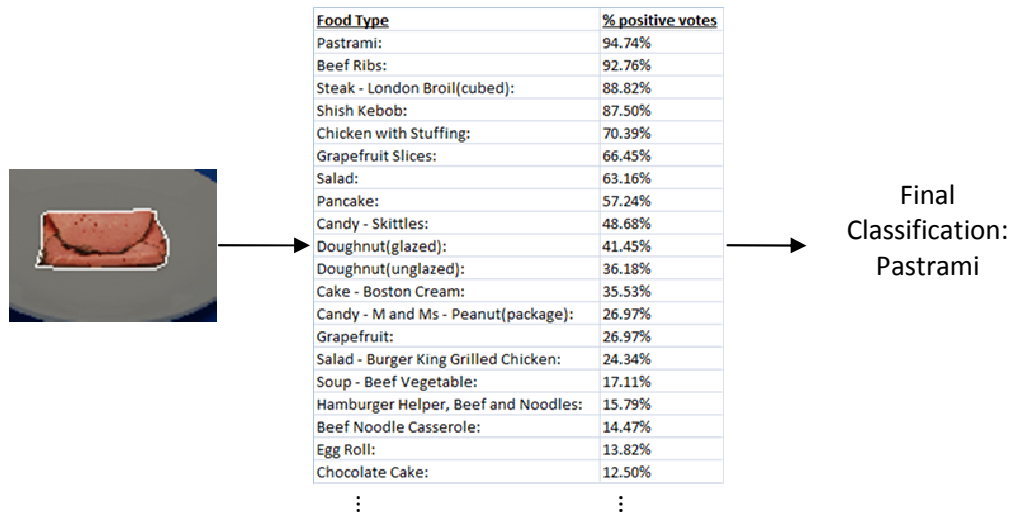 Food Type % positive votes
Pastrami: 94.74%
Beef Ribs: 92.76%
Steak - London Broil(cubed): 88.82%
Shish Kebob: 87.50%
Chicken with Stuffing: 70.39%
Grapefruit Slices: 66.45%
Salad: 63.16%
Pancake: 57.24%
Candy - Skittles: 48.68%
Doughnut(glazed): 41.45%
Doughnut(unglazed): 36.18%
Cake - Boston Cream: 35.53%
Candy - M and Ms - Peanut(package): 26.97%
Grapefruit: 26.97%
Salad - Burger King Grilled Chicken: 24.34%
Soup - Beef Vegetable: 17.11%
Hamburger Helper, Beef and Noodles: 15.79%
Beef Noodle Casserole: 14.47%
Egg Roll: 13.82%
Chocolate Cake: 12.50%
⋮ ⋮
Final
Classification:
Pastrami